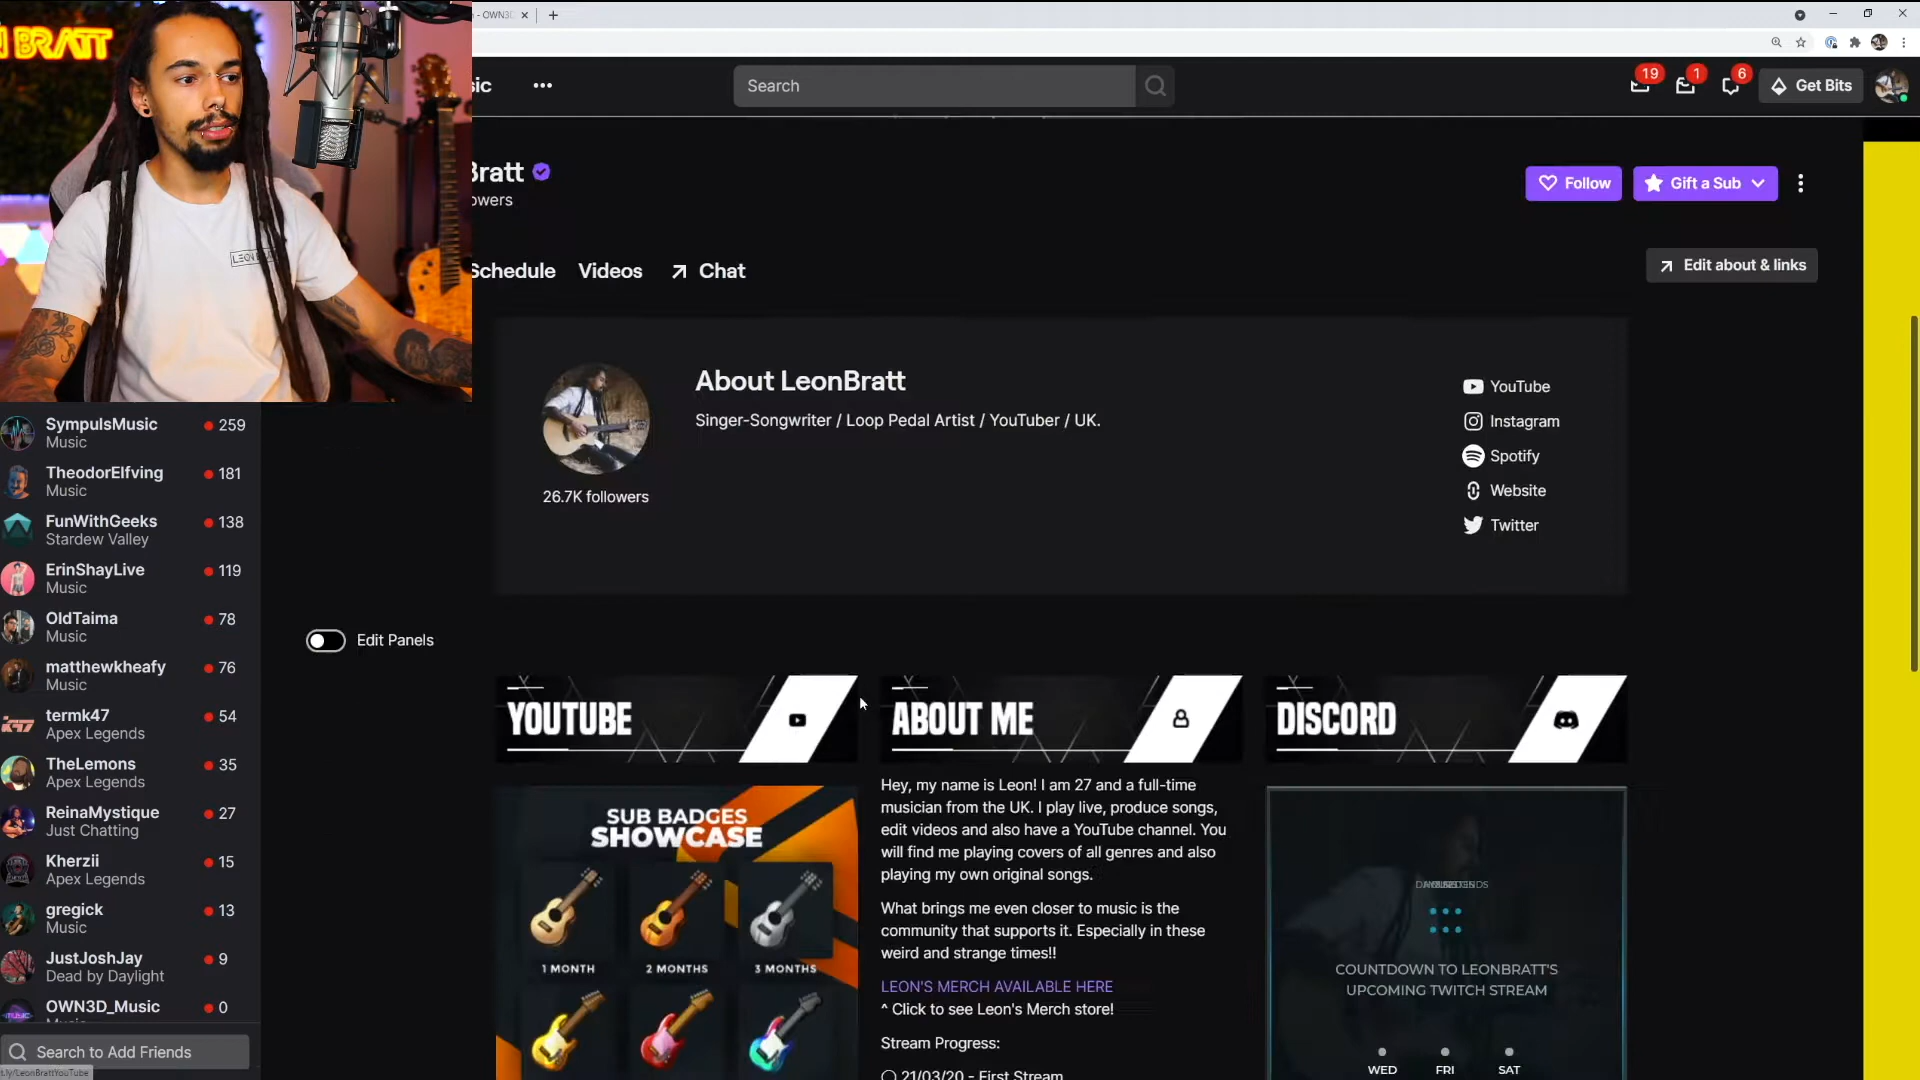 N BRATT
LEON BRATT
- OWN3D
sic
Search
19
1
6
Get Bits
Bratt
owers
Follow
Gift a Sub
Schedule
Videos
Chat
Edit about & links
About LeonBratt
Singer-Songwriter / Loop Pedal Artist / YouTuber / UK.
26.7K followers
YouTube
Instagram
Spotify
Website
Twitter
SympulsMusic
259
Music
TheodorElfving
181
Music
FunWithGeeks
138
Stardew Valley
ErinShayLive
119
Music
OldTaima
78
Music
matthewkheafy
76
Music
termk47
54
Apex Legends
TheLemons
35
Apex Legends
ReinaMystique
27
Just Chatting
Kherzii
15
Apex Legends
gregick
13
Music
JustJoshJay
9
Dead by Daylight
OWN3D_Music
0
Music
Search to Add Friends
t.ly/LeonBrattYouTube
Edit Panels
YOUTUBE
SUB BADGES
SHOWCASE
1 MONTH
2 MONTHS
3 MONTHS
ABOUT ME
Hey, my name is Leon! I am 27 and a full-time
musician from the UK. I play live, produce songs,
edit videos and also have a YouTube channel. You
will find me playing covers of all genres and also
playing my own original songs.
What brings me even closer to music is the
community that supports it. Especially in these
weird and strange times!!
LEON'S MERCH AVAILABLE HERE
^ Click to see Leon's Merch store!
Stream Progress:
21/03/20 - First Stream
DISCORD
COUNTDOWN TO LEONBRATT'S
UPCOMING TWITCH STREAM
WED
FRI
SAT